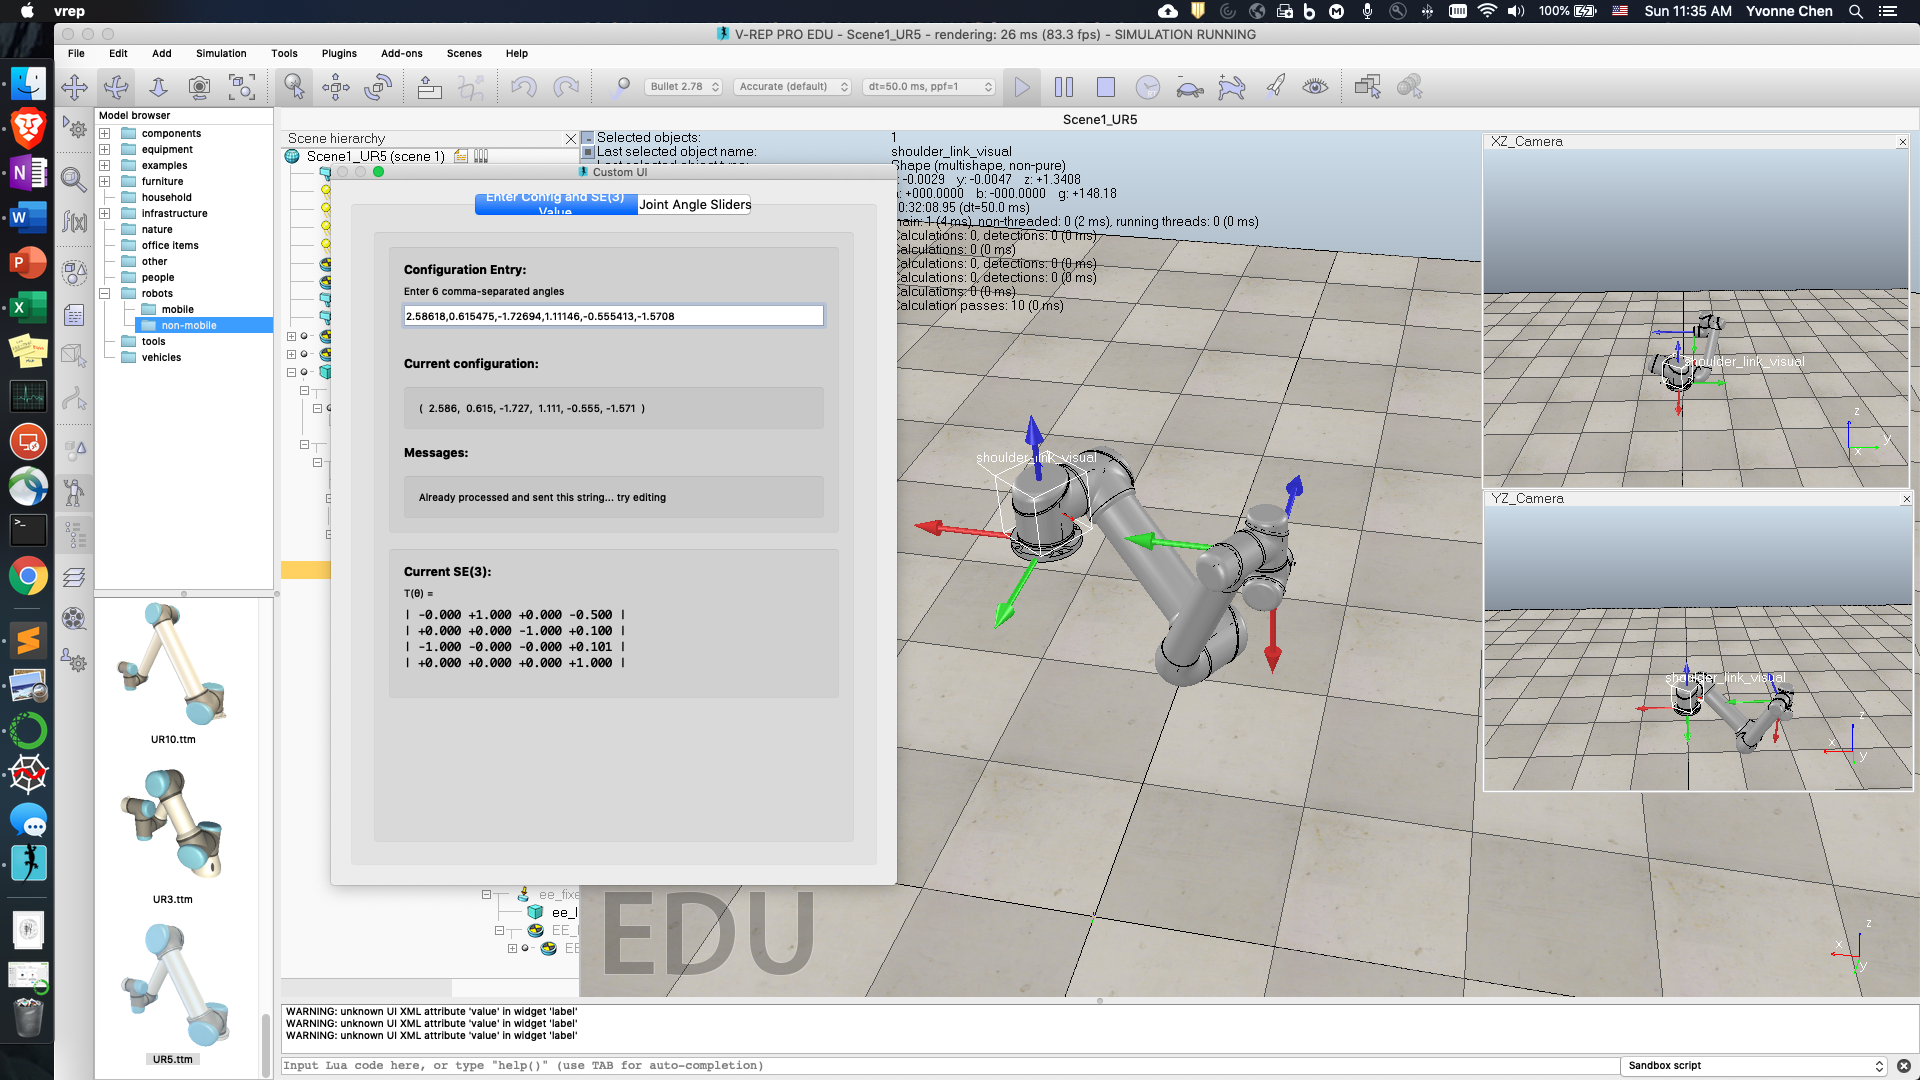 vrep
100%
Sun 11:35 AM
Yvonne Chen
V-REP PRO EDU - Scene1_UR5 - rendering: 26 ms (83.3 fps) - SIMULATION RUNNING
File Edit Add Simulation Tools Plugins Add-ons Scenes Help
Bullet 2.78
Accurate (default)
dt=50.0 ms, ppf=1
Scene1_UR5
Model browser
components
equipment
examples
furniture
household
infrastructure
nature
office items
other
people
robots
mobile
non-mobile
tools
vehicles
UR10.ttm
UR3.ttm
UR5.ttm
Scene hierarchy
Scene1_UR5 (scene 1)
ee_fixe
ee_l
EE_
EE
Selected objects: 1
Last selected object name: shoulder_link_visual
Shape (multishape, non-pure)
: -0.0029 y: -0.0047 z: +1.3408
: +000.0000 b: -000.0000 g: +148.18
0:32:08.95 (dt=50.0 ms)
ain: 1 (4 ms), non-threaded: 0 (2 ms), running threads: 0 (0 ms)
Calculations: 0, detections: 0 (0 ms)
Calculations: 0 (0 ms)
Calculations: 0, detections: 0 (0 ms)
Calculations: 0, detections: 0 (0 ms)
Calculations: 0 (0 ms)
Calculation passes: 10 (0 ms)
Custom UI
Enter Config and SE(3) Value
Joint Angle Sliders
Configuration Entry:
Enter 6 comma-separated angles
2.58618,0.615475,-1.72694,1.11146,-0.555413,-1.5708
Current configuration:
( 2.586, 0.615, -1.727, 1.111, -0.555, -1.571 )
Messages:
Already processed and sent this string... try editing
Current SE(3):
T(θ) =
| -0.000 +1.000 +0.000 -0.500 |
| +0.000 +0.000 -1.000 +0.100 |
| -1.000 -0.000 -0.000 +0.101 |
| +0.000 +0.000 +0.000 +1.000 |
shoulder_link_visual
XZ_Camera
shoulder_link_visual
z
y
x
YZ_Camera
shoulder_link_visual
z
x
y
z
x
y
EDU
WARNING: unknown UI XML attribute 'value' in widget 'label'
WARNING: unknown UI XML attribute 'value' in widget 'label'
WARNING: unknown UI XML attribute 'value' in widget 'label'
Input Lua code here, or type "help()" (use TAB for auto-completion)
Sandbox script